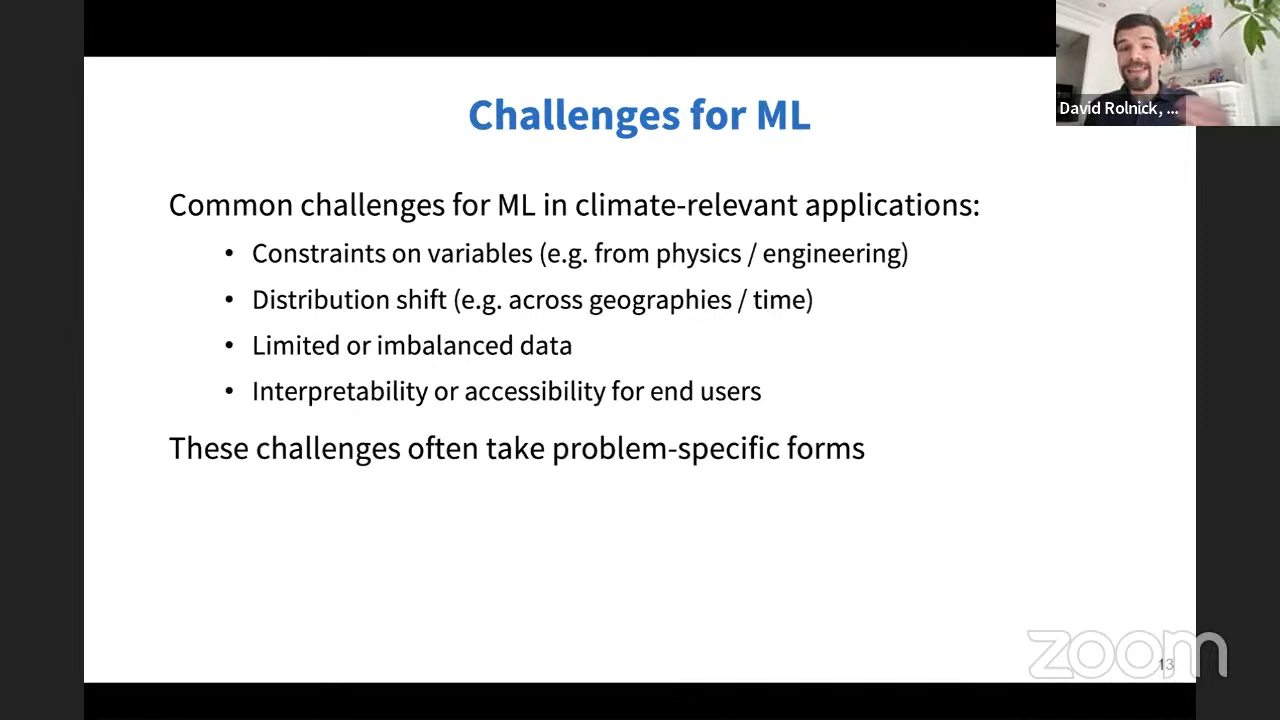 David Rolnick, ...
Challenges for ML
Common challenges for ML in climate-relevant applications:
• Constraints on variables (e.g. from physics / engineering)
• Distribution shift (e.g. across geographies / time)
• Limited or imbalanced data
• Interpretability or accessibility for end users
These challenges often take problem-specific forms
zoom
13